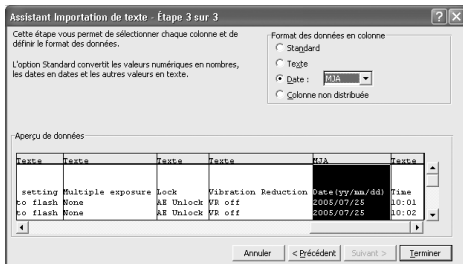 Assistant Importation de texte - Étape 3 sur 3
Cette étape vous permet de sélectionner chaque colonne et de
définir le format des données.
L'option Standard convertit les valeurs numériques en nombres,
les dates en dates et les autres valeurs en texte.
Format des données en colonne
Standard
Texte
Date : MJA
Colonne non distribuée
Aperçu de données
Texte Texte Texte Texte MJA Texte
setting Multiple exposure Lock Vibration Reduction Date(yy/mm/dd) Time
to flash None AE Unlock VR off 2005/07/25 10:01
to flash None AE Unlock VR off 2005/07/25 10:02
Annuler < Précédent Suivant > Terminer